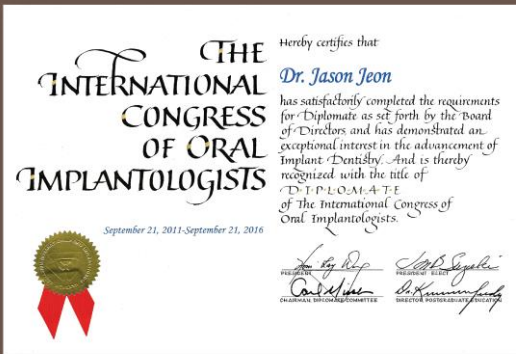 THE
INTERNATIONAL
CONGRESS
OF ORAL
IMPLANTOLOGISTS
September 21, 2011-September 21, 2016
Hereby certifies that
Dr. Jason Jeon
has satisfactorily completed the requirements
for Diplomate as set forth by the Board
of Directors, and has demonstrated an
exceptional interest in the advancement of
Implant Dentistry. And is thereby
recognized with the title of
D·I·P·L·O·M·A·T·E
of The International Congress of
Oral Implantologists.
PRESIDENT
PRESIDENT ELECT
CHAIRMAN, DIPLOMATE COMMITTEE
DIRECTOR POSTGRADUATE EDUCATION